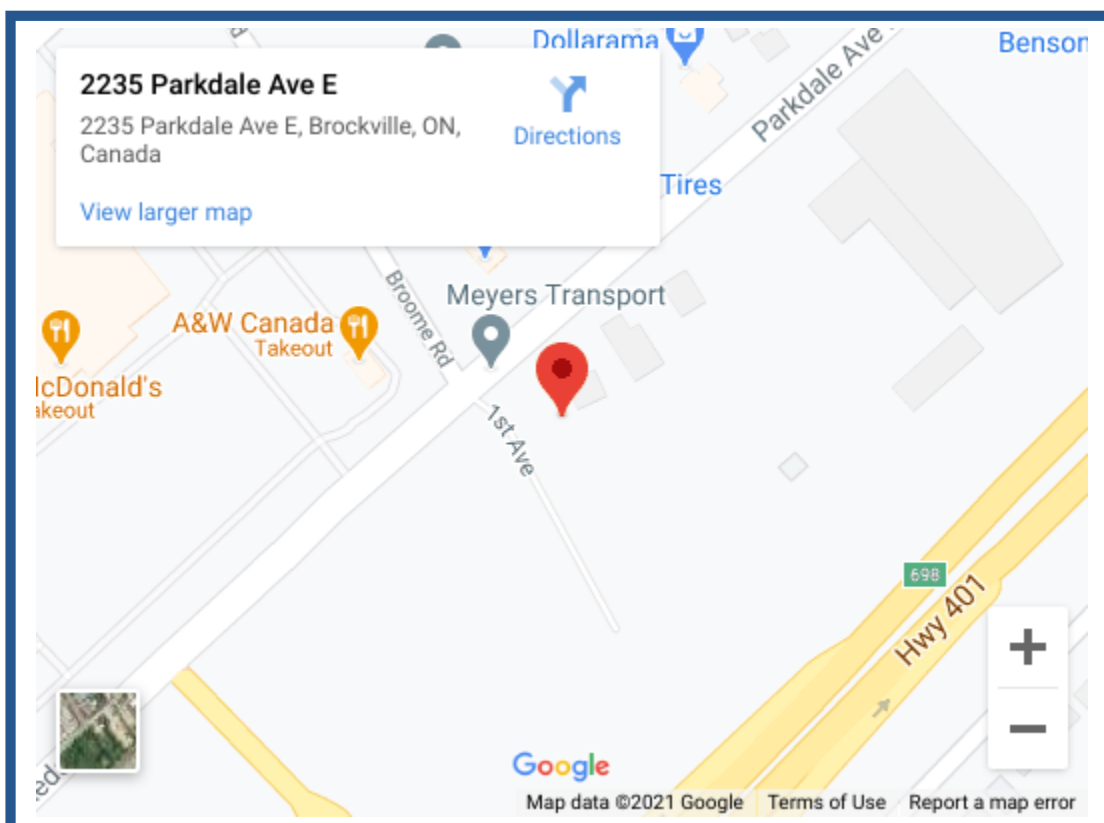 Dollarama
Benson
2235 Parkdale Ave E
2235 Parkdale Ave E, Brockville, ON,
Canada
Directions
View larger map
Parkdale Ave
Tires
Broome Rd
Meyers Transport
A&W Canada
Takeout
cDonald's
akeout
1st Ave
698
Hwy 401
Google
Map data ©2021 Google
Terms of Use
Report a map error